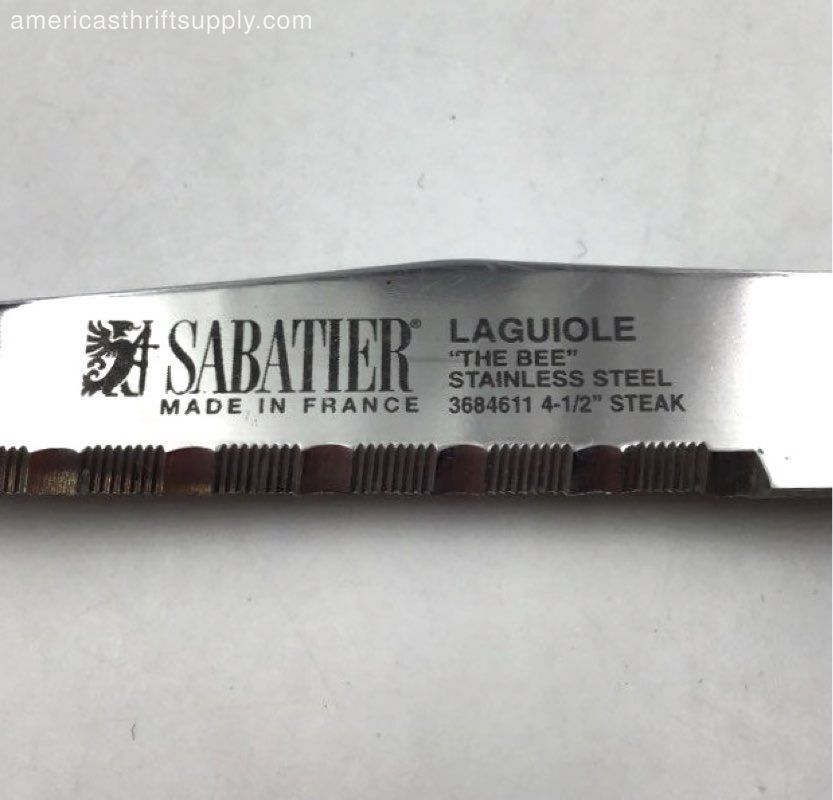 americasthriftsupply.com
SABATIER®
MADE IN FRANCE
LAGUIOLE
"THE BEE"
STAINLESS STEEL
3684611 4-1/2" STEAK